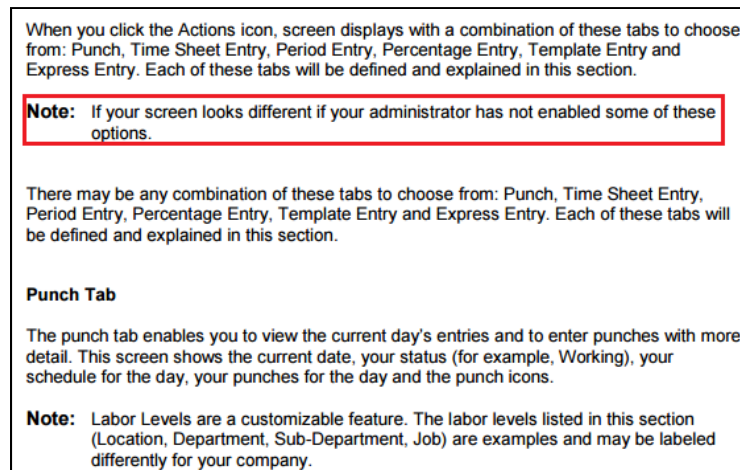 When you click the Actions icon, screen displays with a combination of these tabs to choose
from: Punch, Time Sheet Entry, Period Entry, Percentage Entry, Template Entry and
Express Entry. Each of these tabs will be defined and explained in this section.
Note: If your screen looks different if your administrator has not enabled some of these
options.
There may be any combination of these tabs to choose from: Punch, Time Sheet Entry,
Period Entry, Percentage Entry, Template Entry and Express Entry. Each of these tabs will
be defined and explained in this section.
Punch Tab
The punch tab enables you to view the current day's entries and to enter punches with more
detail. This screen shows the current date, your status (for example, Working), your
schedule for the day, your punches for the day and the punch icons.
Note: Labor Levels are a customizable feature. The labor levels listed in this section
(Location, Department, Sub-Department, Job) are examples and may be labeled
differently for your company.